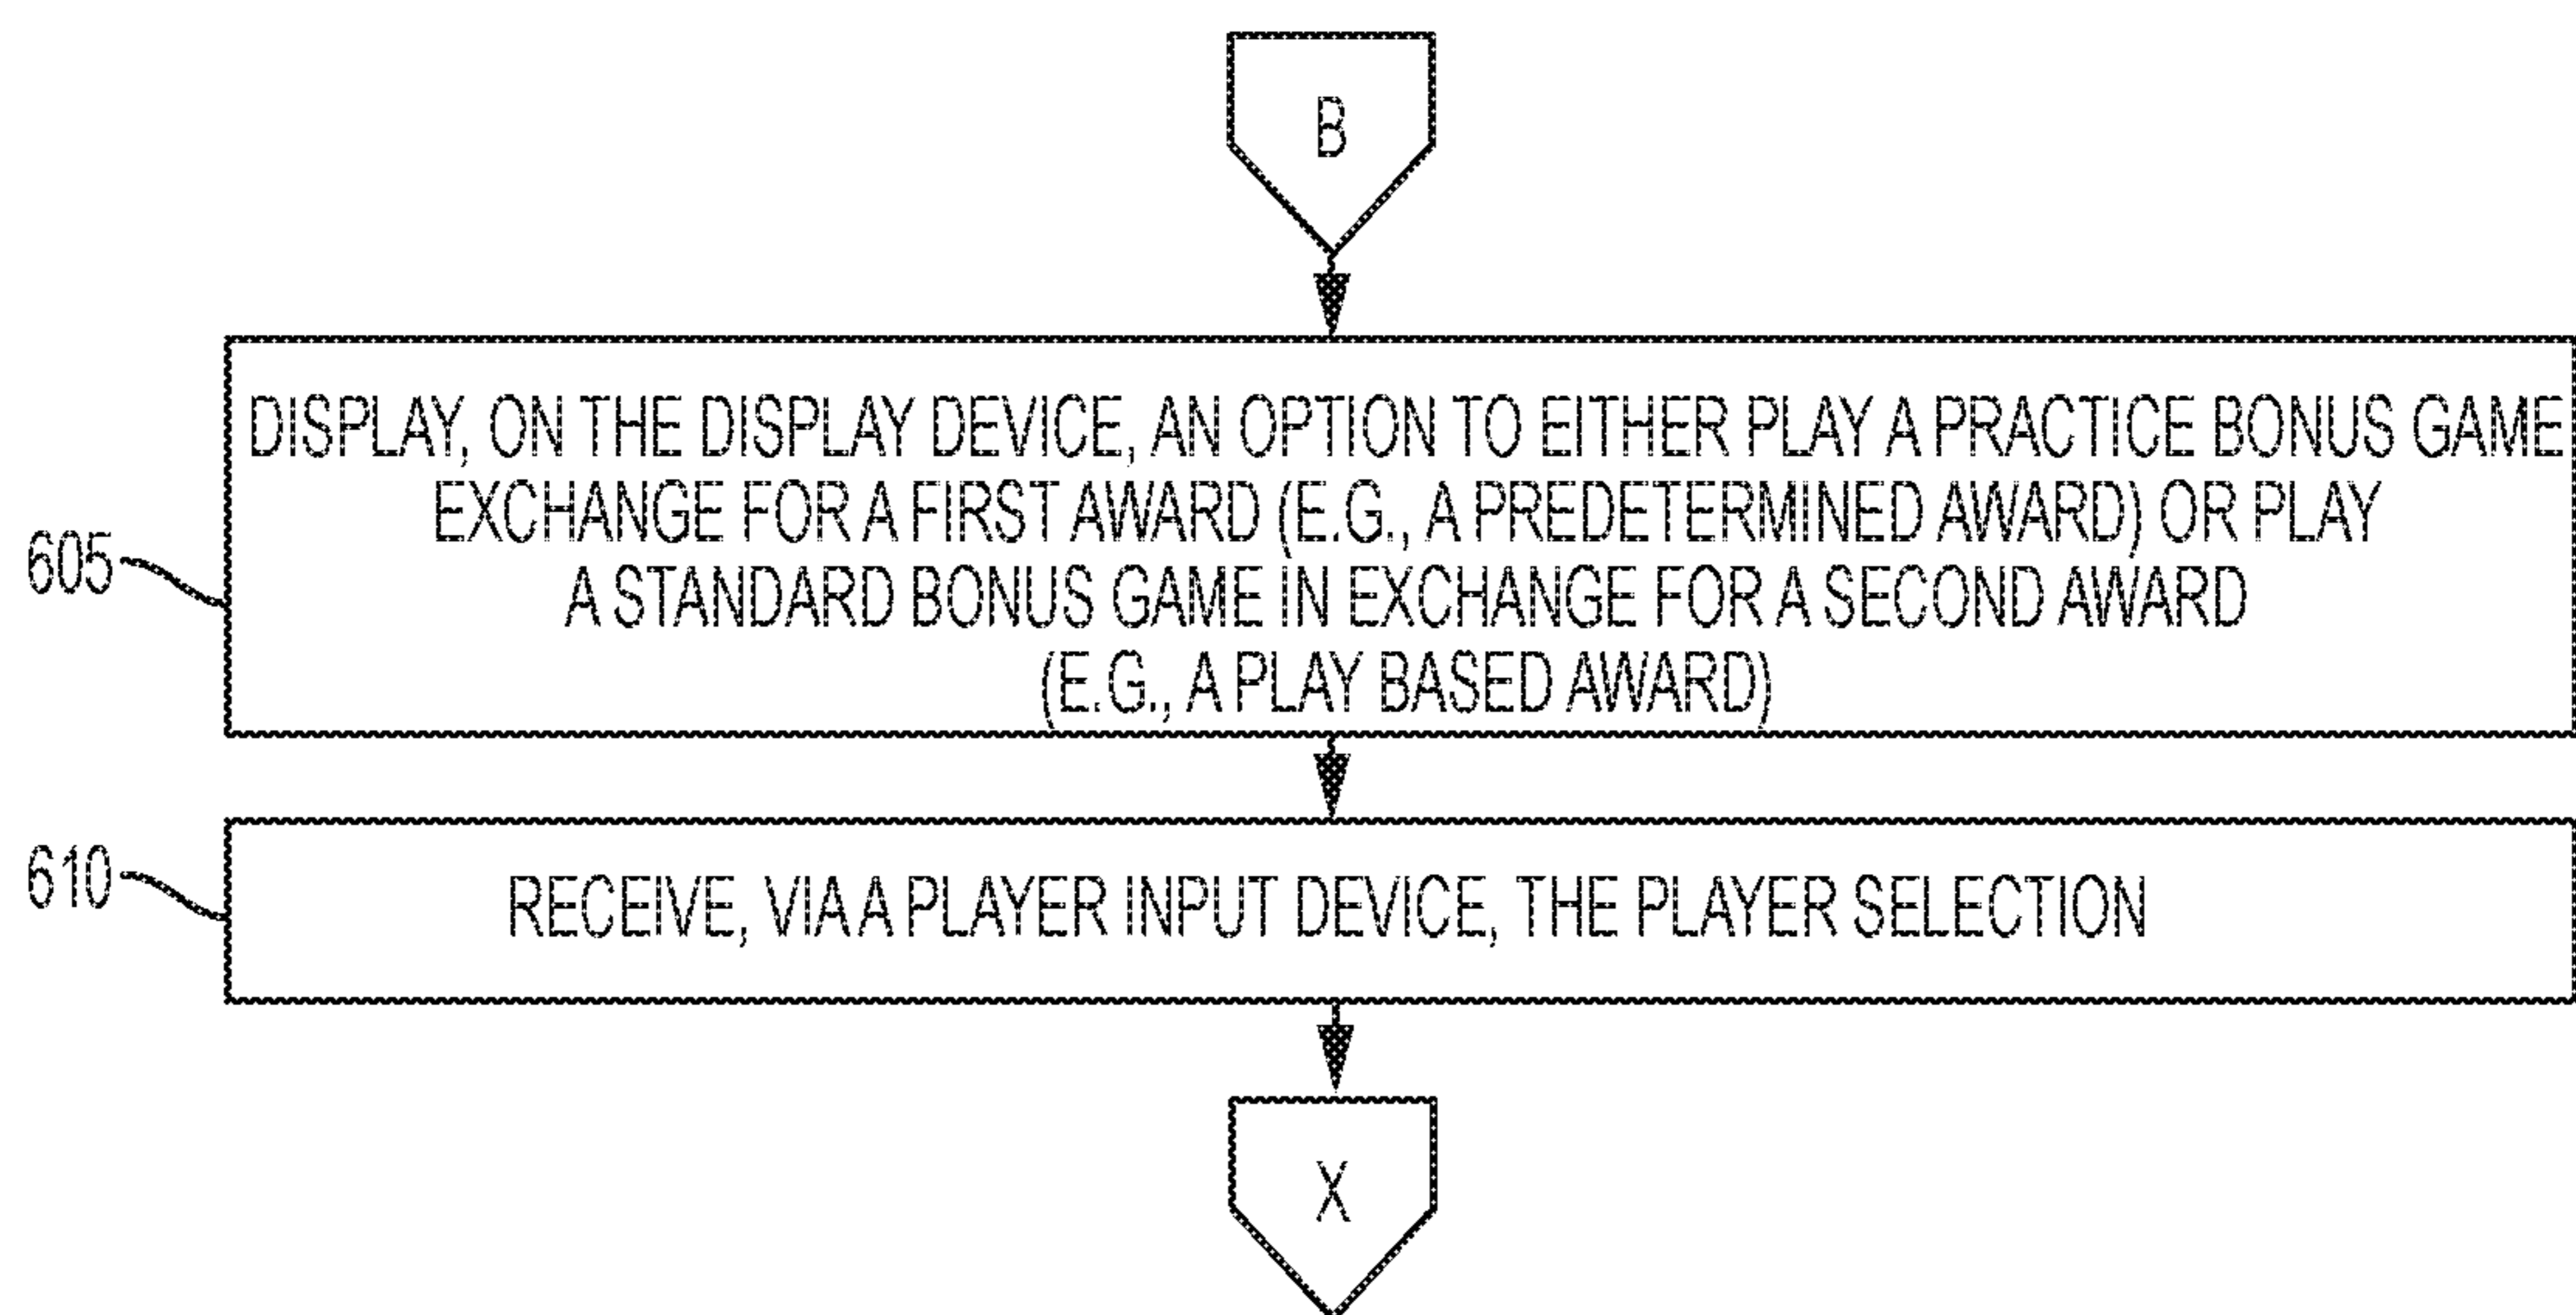 B
DISPLAY, ON THE DISPLAY DEVICE, AN OPTION TO EITHER PLAY A PRACTICE BONUS GAME
EXCHANGE FOR A FIRST AWARD (E.G., A PREDETERMINED AWARD) OR PLAY
605
A STANDARD BONUS GAME IN EXCHANGE FOR A SECOND AWARD
(E.G., A PLAY BASED AWARD)
610
RECEIVE, VIA A PLAYER INPUT DEVICE, THE PLAYER SELECTION
X